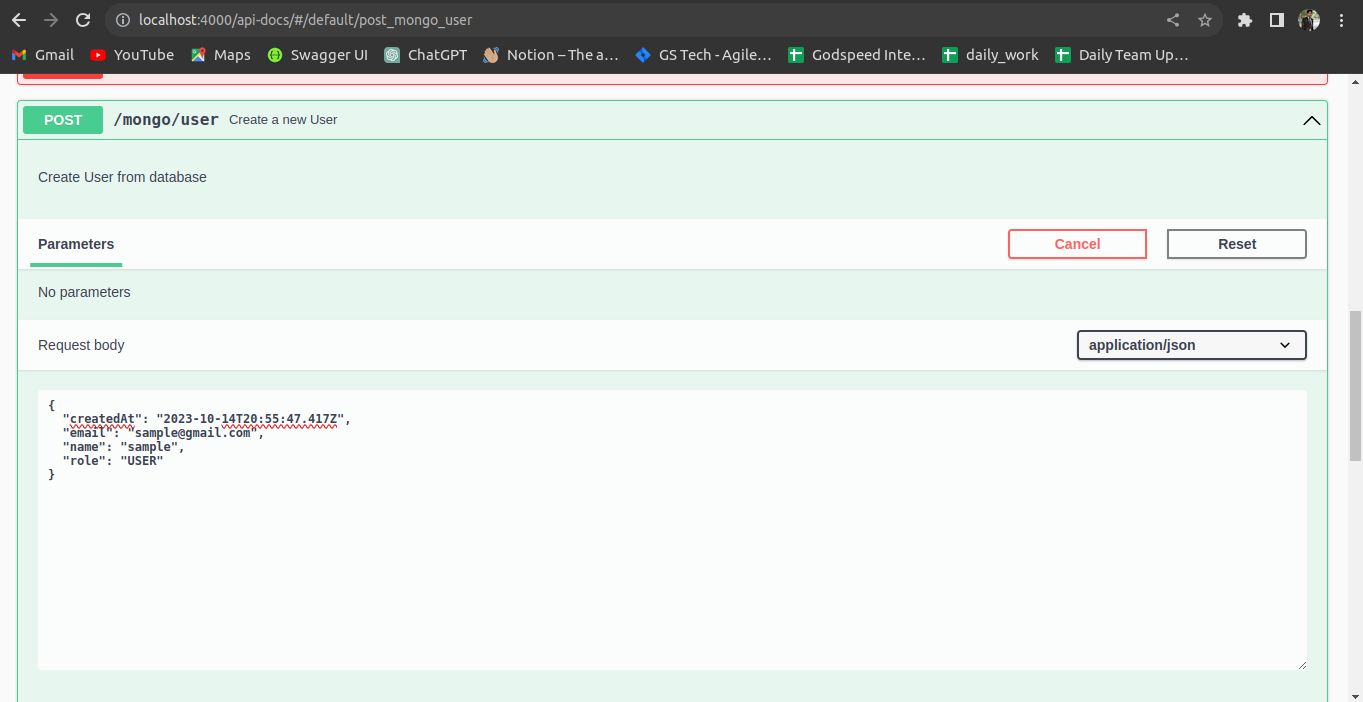 localhost:4000/api-docs/#/default/post_mongo_user
Gmail YouTube Maps Swagger UI ChatGPT Notion – The a… GS Tech - Agile… Godspeed Inte… daily_work Daily Team Up…
POST /mongo/user Create a new User
Create User from database
Parameters Cancel Reset
No parameters
Request body application/json
{
"createdAt": "2023-10-14T20:55:47.417Z",
"email": "sample@gmail.com",
"name": "sample",
"role": "USER"
}